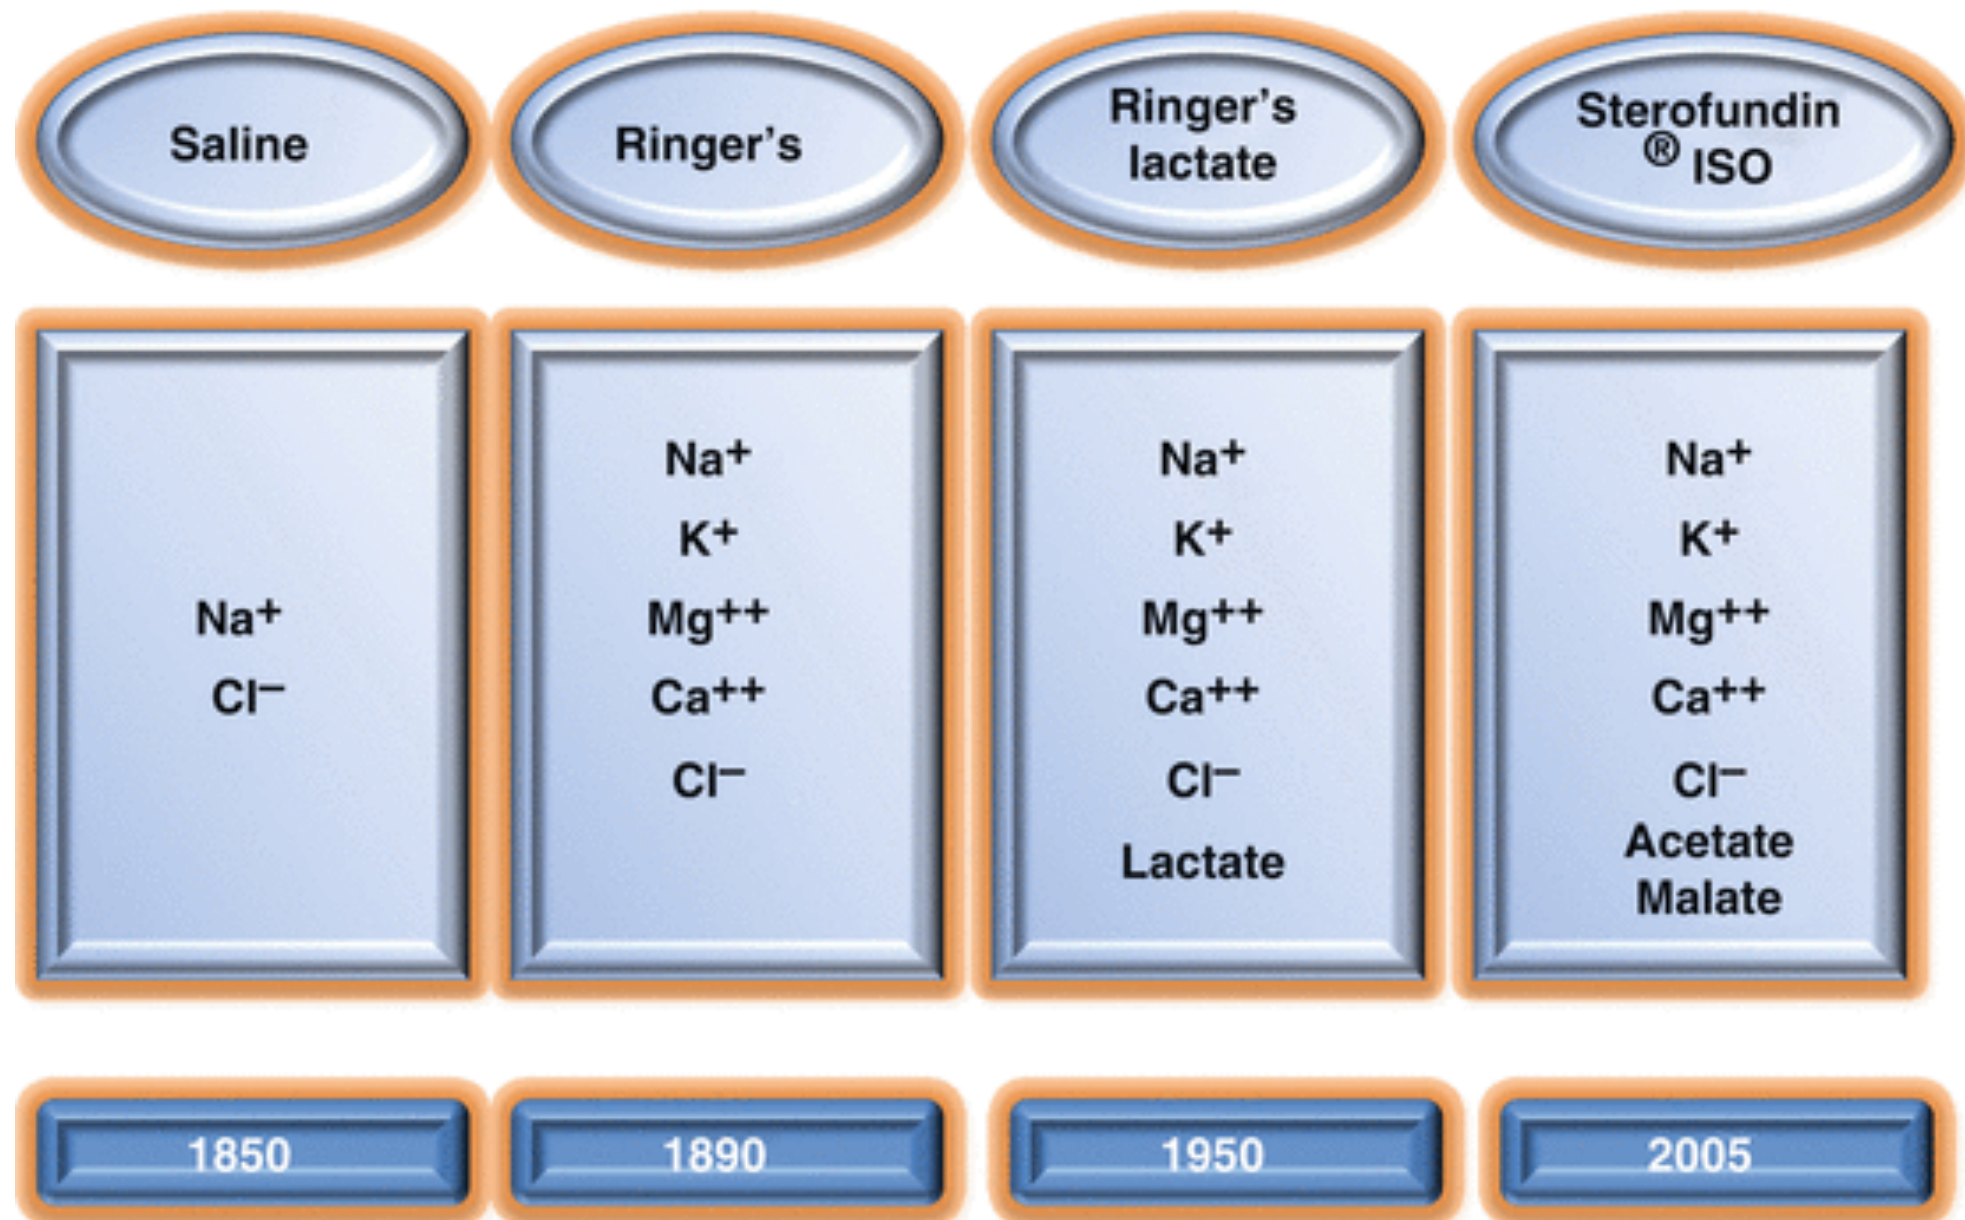 Saline
Ringer's
Ringer's
lactate
Sterofundin
® ISO
Na+
Cl–
Na+
K+
Mg++
Ca++
Cl–
Na+
K+
Mg++
Ca++
Cl–
Lactate
Na+
K+
Mg++
Ca++
Cl–
Acetate
Malate
1850
1890
1950
2005